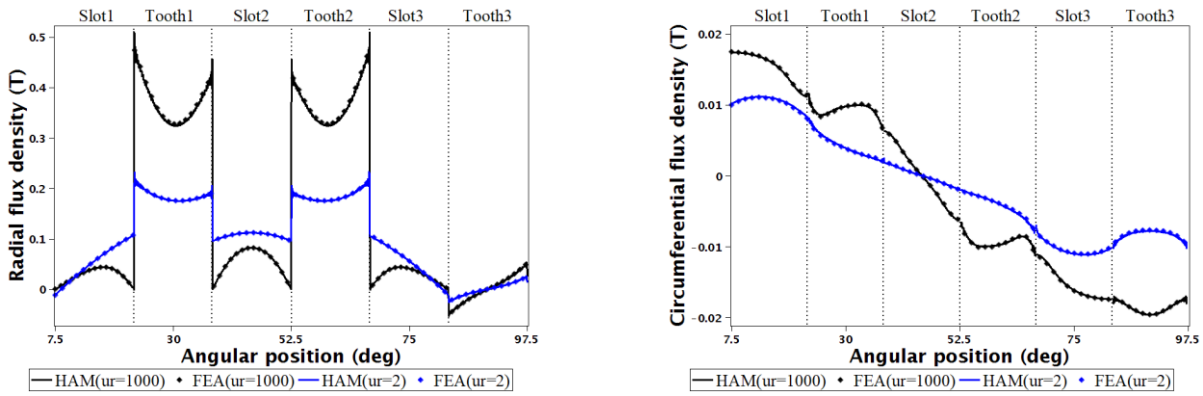 Slot1 Tooth1 Slot2 Tooth2 Slot3 Tooth3
Radial flux density (T)
0.5
0.4
0.3
0.2
0.1
0
7.5 30 52.5 75 97.5
Angular position (deg)
HAM(ur=1000) FEA(ur=1000) HAM(ur=2) FEA(ur=2)
Slot1 Tooth1 Slot2 Tooth2 Slot3 Tooth3
Circumferential flux density (T)
0.02
0.01
0
-0.01
-0.02
7.5 30 52.5 75 97.5
Angular position (deg)
HAM(ur=1000) FEA(ur=1000) HAM(ur=2) FEA(ur=2)